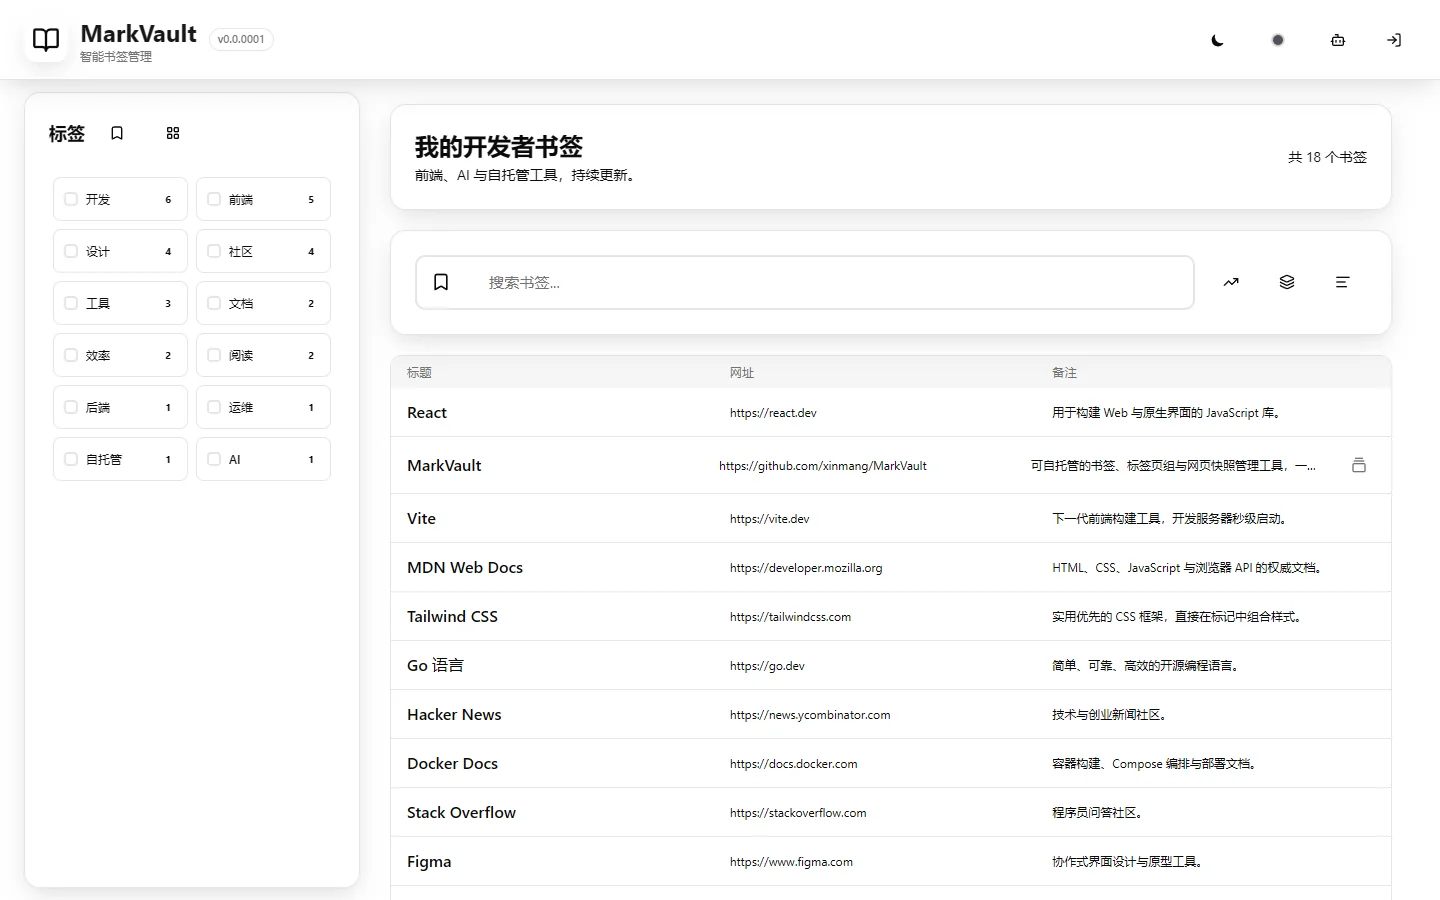 MarkVault
v0.0.0001
智能书签管理
标签
开发 6
前端 5
设计 4
社区 4
工具 3
文档 2
效率 2
阅读 2
后端 1
运维 1
自托管 1
AI 1
我的开发者书签
前端、AI 与自托管工具，持续更新。
共 18 个书签
搜索书签...
标题 网址 备注
React https://react.dev 用于构建 Web 与原生界面的 JavaScript 库。
MarkVault https://github.com/xinmang/MarkVault 可自托管的书签、标签页组与网页快照管理工具，一...
Vite https://vite.dev 下一代前端构建工具，开发服务器秒级启动。
MDN Web Docs https://developer.mozilla.org HTML、CSS、JavaScript 与浏览器 API 的权威文档。
Tailwind CSS https://tailwindcss.com 实用优先的 CSS 框架，直接在标记中组合样式。
Go 语言 https://go.dev 简单、可靠、高效的开源编程语言。
Hacker News https://news.ycombinator.com 技术与创业新闻社区。
Docker Docs https://docs.docker.com 容器构建、Compose 编排与部署文档。
Stack Overflow https://stackoverflow.com 程序员问答社区。
Figma https://www.figma.com 协作式界面设计与原型工具。